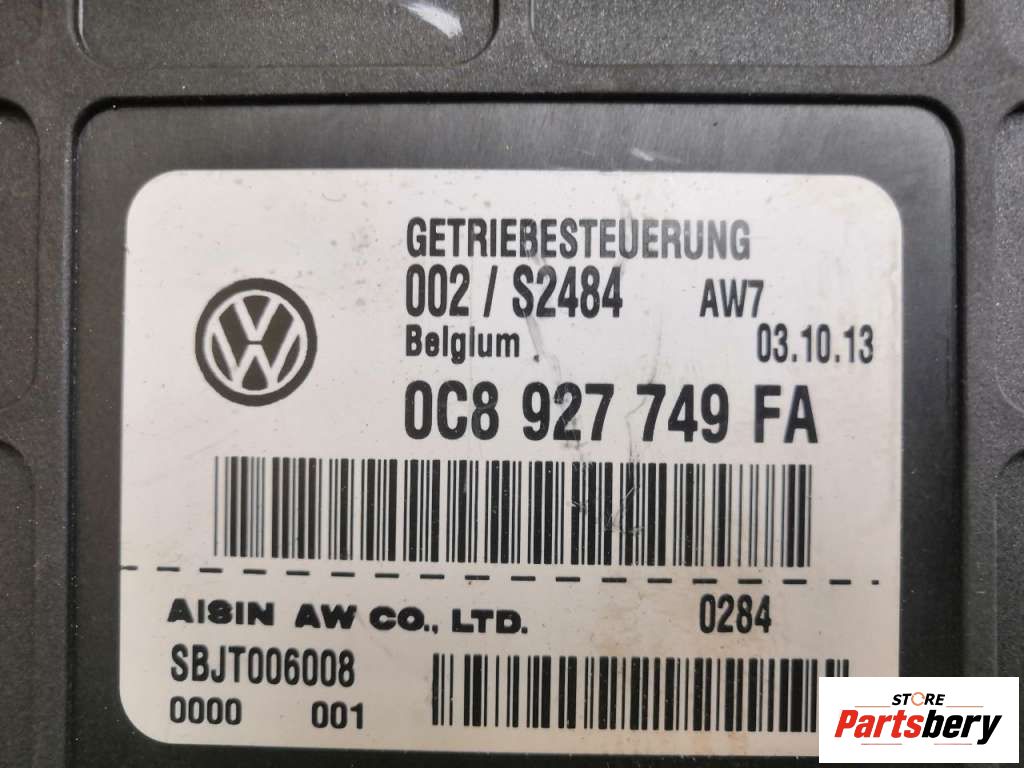 GETRIEBESTEUERUNG
002 / S2484 AW7
Belgium 03.10.13
0C8 927 749 FA
AISIN AW CO., LTD. 0284
SBJT006008
0000 001
STORE
Partsbery